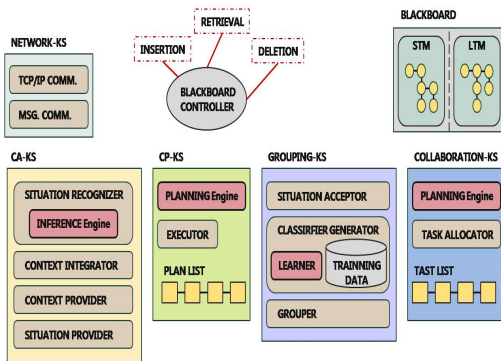 NETWORK-KS
TCP/IP COMM.
MSG. COMM.
RETRIEVAL
INSERTION
DELETION
BLACKBOARD
CONTROLLER
BLACKBOARD
STM
LTM
CA-KS
SITUATION RECOGNIZER
INFERENCE Engine
CONTEXT INTEGRATOR
CONTEXT PROVIDER
SITUATION PROVIDER
CP-KS
PLANNING Engine
EXECUTOR
PLAN LIST
GROUPING-KS
SITUATION ACCEPTOR
CLASSIRFIER GENERATOR
LEARNER
TRAINNING
DATA
GROUPER
COLLABORATION-KS
PLANNING Engine
TASK ALLOCATOR
TAST LIST